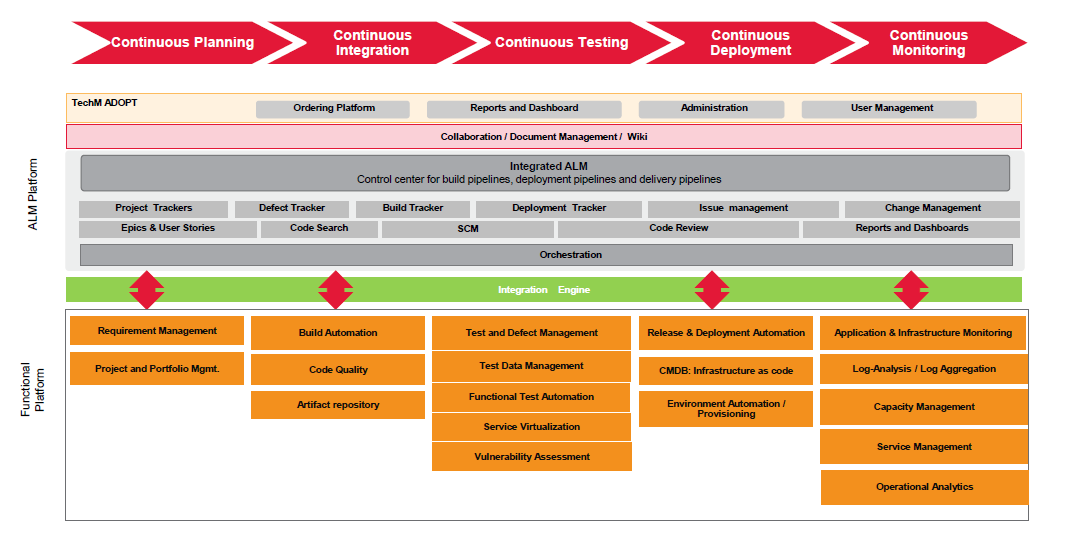 Continuous Planning
Continuous
Integration
Continuous Testing
Continuous
Deployment
Continuous
Monitoring
TechM ADOPT
Ordering Platform
Reports and Dashboard
Administration
User Management
Collaboration / Document Management / Wiki
ALM Platform
Integrated ALM
Control center for build pipelines, deployment pipelines and delivery pipelines
Project Trackers
Defect Tracker
Build Tracker
Deployment Tracker
Issue management
Change Management
Epics & User Stories
Code Search
SCM
Code Review
Reports and Dashboards
Orchestration
Integration Engine
Functional
Platform
Requirement Management
Project and Portfolio Mgmt.
Build Automation
Code Quality
Artifact repository
Test and Defect Management
Test Data Management
Functional Test Automation
Service Virtualization
Vulnerability Assessment
Release & Deployment Automation
CMDB: Infrastructure as code
Environment Automation /
Provisioning
Application & Infrastructure Monitoring
Log-Analysis / Log Aggregation
Capacity Management
Service Management
Operational Analytics